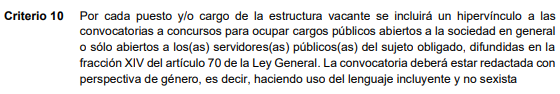 Criterio 10 Por cada puesto y/o cargo de la estructura vacante se incluirá un hipervínculo a las
convocatorias a concursos para ocupar cargos públicos abiertos a la sociedad en general
o sólo abiertos a los(as) servidores(as) públicos(as) del sujeto obligado, difundidas en la
fracción XIV del artículo 70 de la Ley General. La convocatoria deberá estar redactada con
perspectiva de género, es decir, haciendo uso del lenguaje incluyente y no sexista